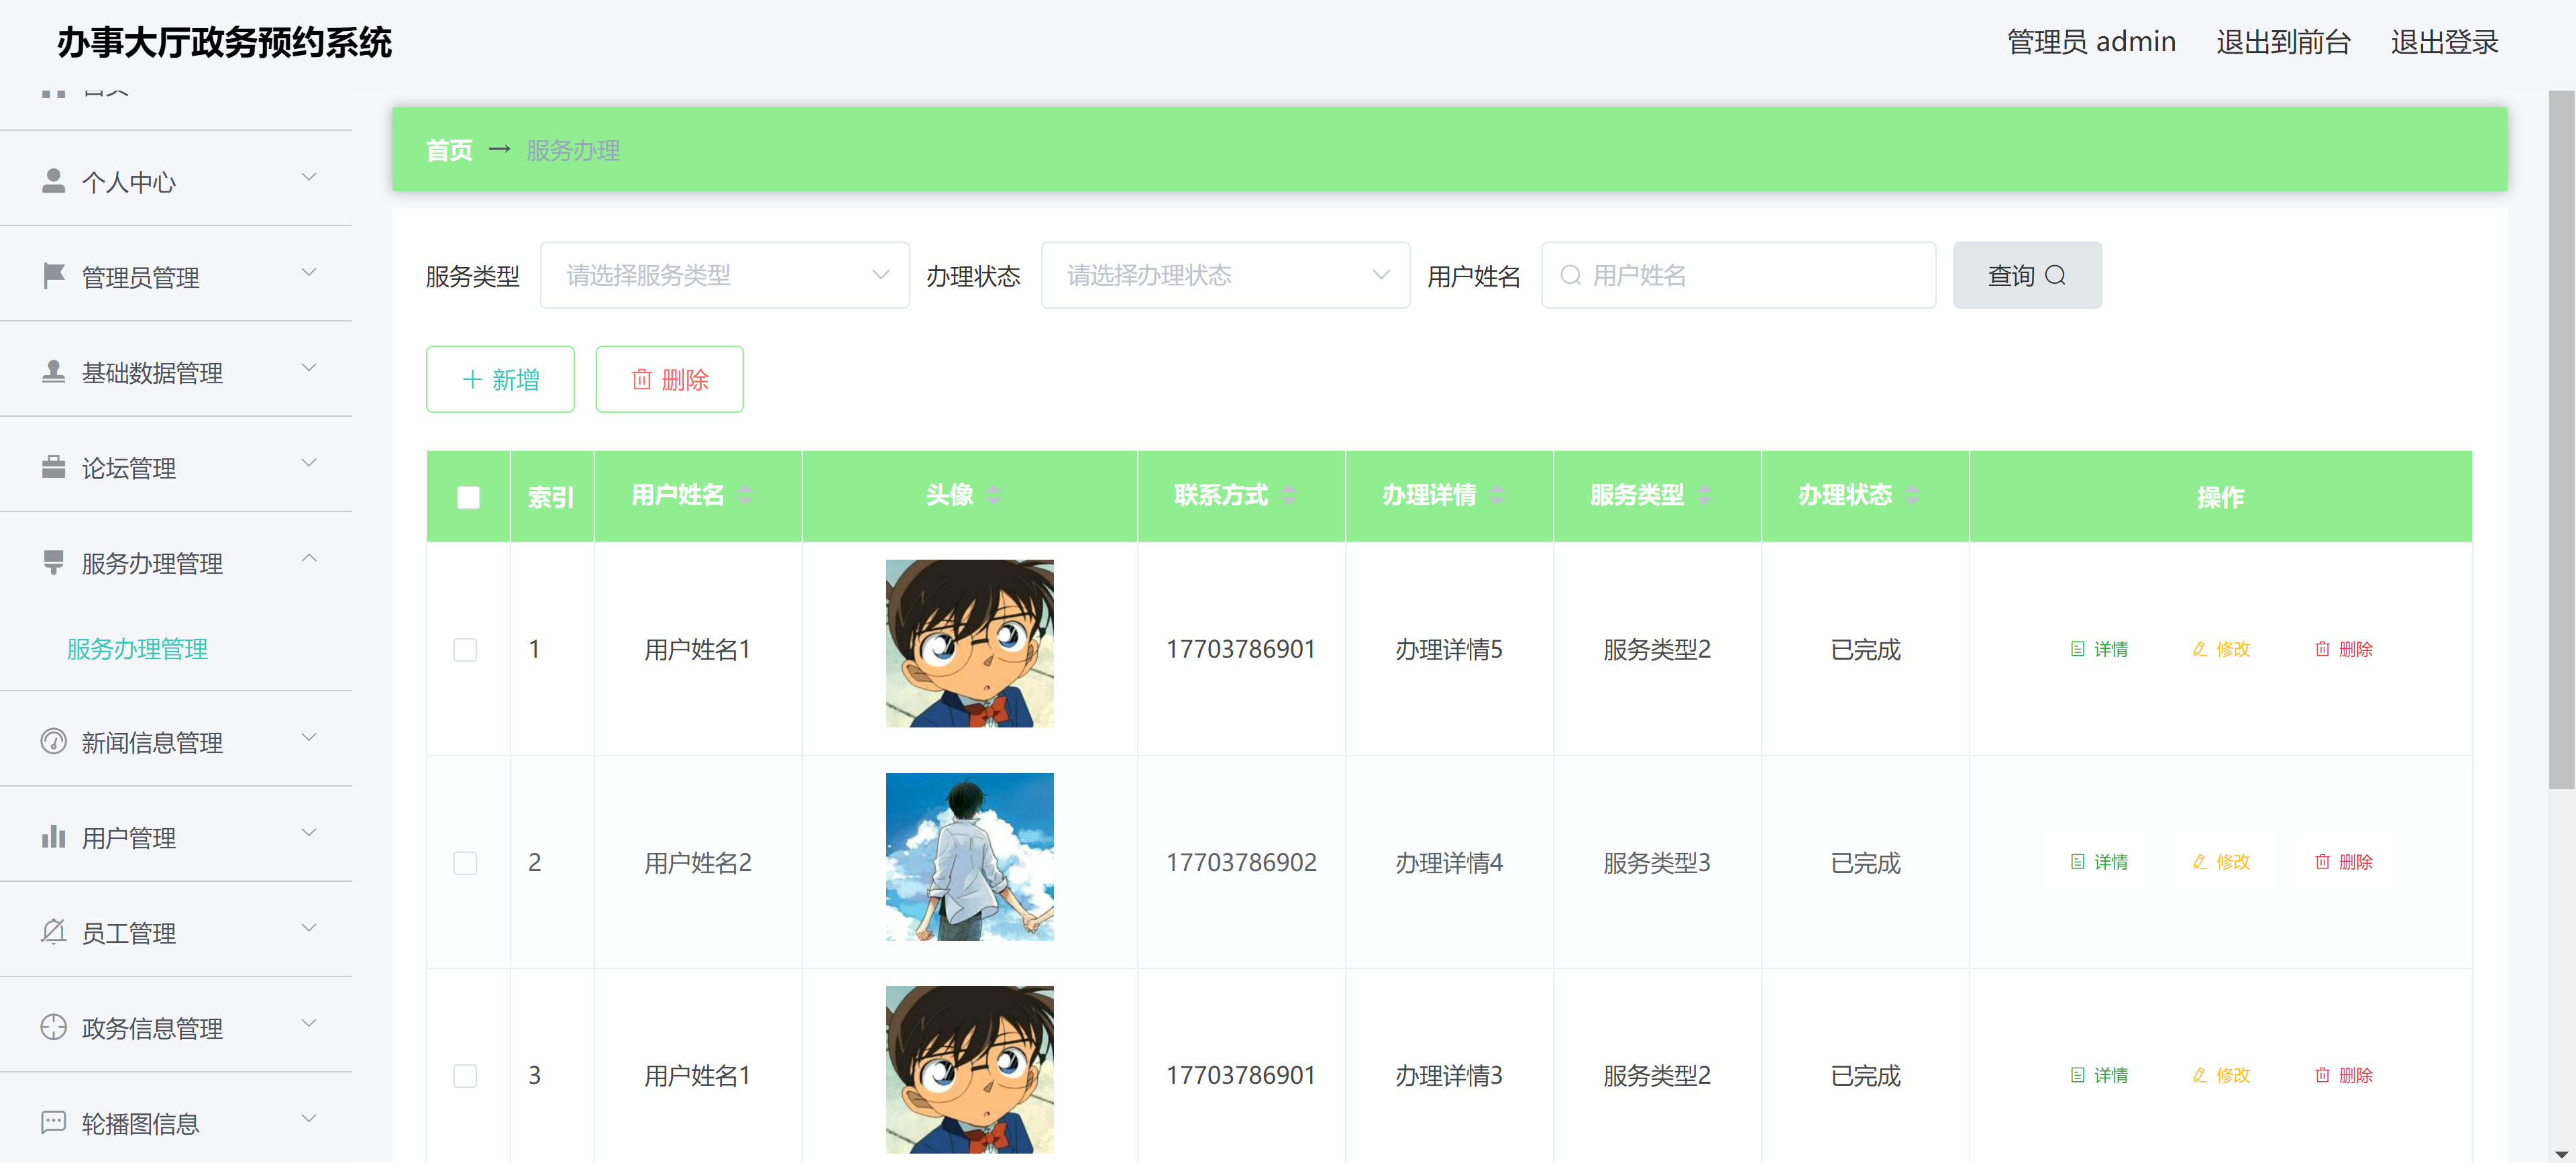 办事大厅政务预约系统
管理员 admin 退出到前台 退出登录
个人中心
管理员管理
基础数据管理
论坛管理
服务办理管理
服务办理管理
新闻信息管理
用户管理
员工管理
政务信息管理
轮播图信息
首页 → 服务办理
服务类型 请选择服务类型 办理状态 请选择办理状态 用户姓名 用户姓名 查询
新增 删除
索引 用户姓名 头像 联系方式 办理详情 服务类型 办理状态 操作
1 用户姓名1 17703786901 办理详情5 服务类型2 已完成 详情 修改 删除
2 用户姓名2 17703786902 办理详情4 服务类型3 已完成 详情 修改 删除
3 用户姓名1 17703786901 办理详情3 服务类型2 已完成 详情 修改 删除